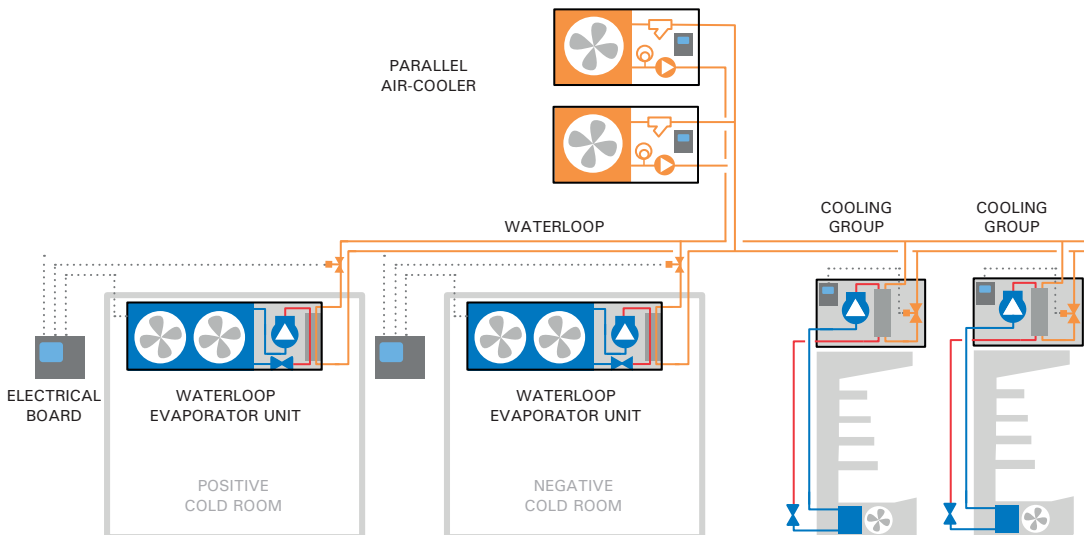 PARALLEL
AIR-COOLER
WATERLOOP
COOLING
GROUP
COOLING
GROUP
ELECTRICAL
BOARD
WATERLOOP
EVAPORATOR UNIT
WATERLOOP
EVAPORATOR UNIT
POSITIVE
COLD ROOM
NEGATIVE
COLD ROOM